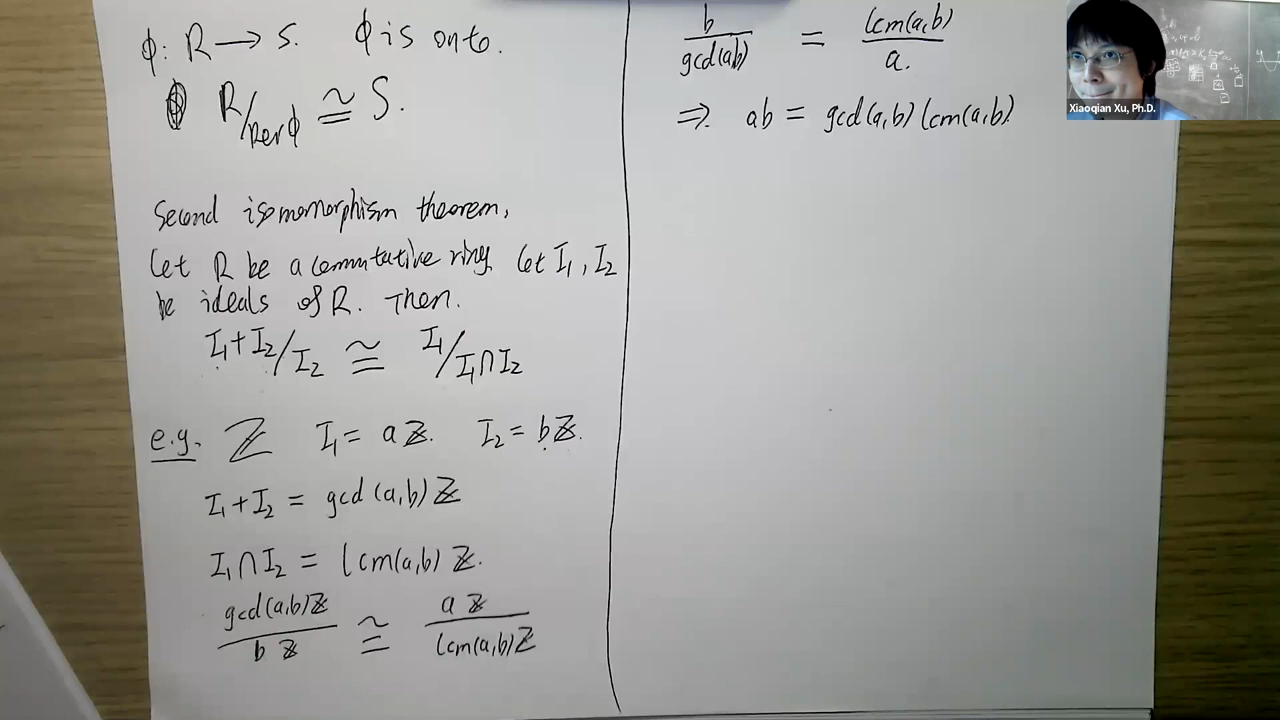 ϕ: R → S. ϕ is onto.
R/Kerϕ ≅ S.
Second isomorphism theorem,
Let R be a commutative ring. Let I₁, I₂
be ideals of R. Then.
I₁+I₂/I₂ ≅ I₁/I₁∩I₂
e.g. ℤ I₁ = aℤ. I₂ = bℤ.
I₁+I₂ = gcd(a,b)ℤ
I₁∩I₂ = lcm(a,b)ℤ.
gcd(a,b)ℤ/bℤ ≅ aℤ/lcm(a,b)ℤ
b/gcd(ab) = lcm(a,b)/a.
⇒. ab = gcd(a,b) lcm(a,b).
Xiaoqian Xu, Ph.D.